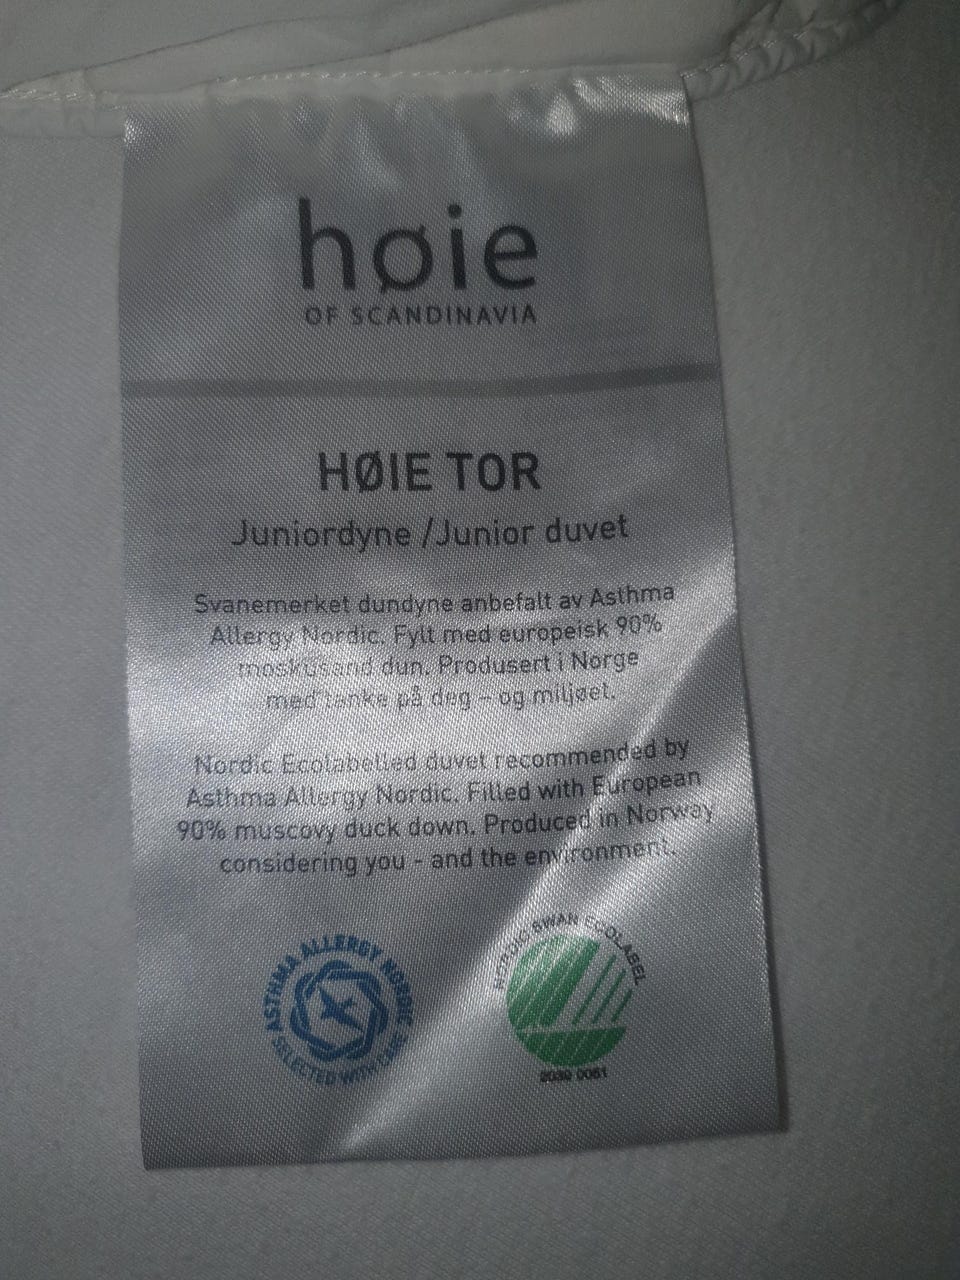 høie
OF SCANDINAVIA
HØIE TOR
Juniordyne /Junior duvet
Svanemerket dundyne anbefalt av Asthma
Allergy Nordic. Fylt med europeisk 90%
moskusand dun. Produsert i Norge
med tanke på deg – og miljøet.
Nordic Ecolabelled duvet recommended by
Asthma Allergy Nordic. Filled with European
90% muscovy duck down. Produced in Norway
considering you - and the environment.
ASTHMA ALLERGY NORDIC
SELECTED WITH CARE
NORDIC SWAN ECOLABEL
2030 0061